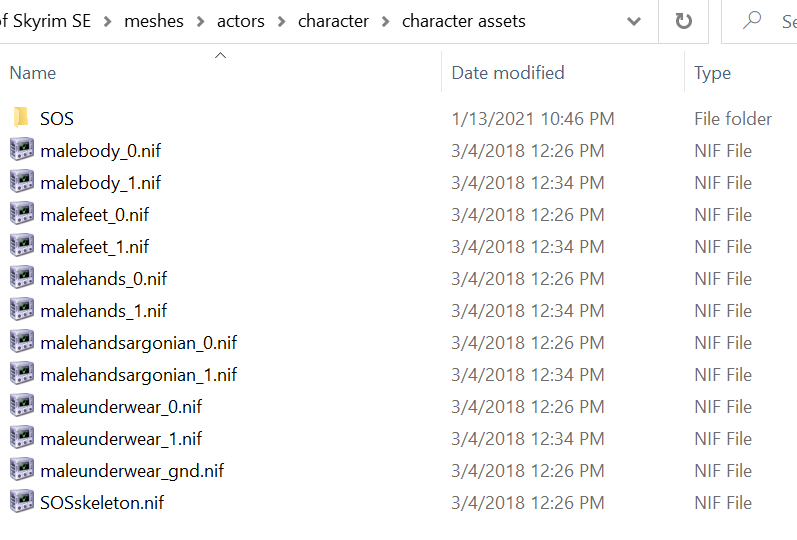 of Skyrim SE > meshes > actors > character > character assets
Name Date modified Type
SOS 1/13/2021 10:46 PM File folder
malebody_0.nif 3/4/2018 12:26 PM NIF File
malebody_1.nif 3/4/2018 12:34 PM NIF File
malefeet_0.nif 3/4/2018 12:26 PM NIF File
malefeet_1.nif 3/4/2018 12:34 PM NIF File
malehands_0.nif 3/4/2018 12:26 PM NIF File
malehands_1.nif 3/4/2018 12:34 PM NIF File
malehandsargonian_0.nif 3/4/2018 12:26 PM NIF File
malehandsargonian_1.nif 3/4/2018 12:34 PM NIF File
maleunderwear_0.nif 3/4/2018 12:26 PM NIF File
maleunderwear_1.nif 3/4/2018 12:34 PM NIF File
maleunderwear_gnd.nif 3/4/2018 12:26 PM NIF File
SOSskeleton.nif 3/4/2018 12:26 PM NIF File